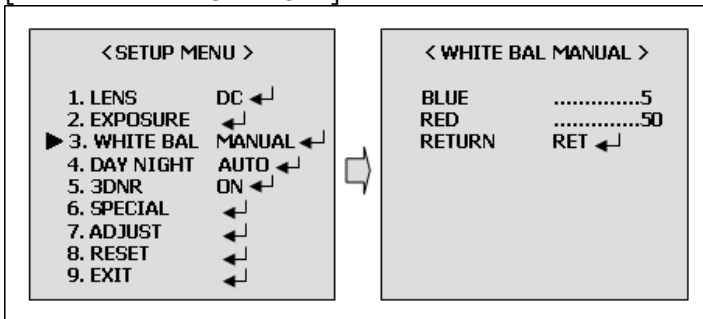 < SETUP MENU >
1. LENS DC ↲
2. EXPOSURE ↲
▶ 3. WHITE BAL MANUAL ↲
4. DAY NIGHT AUTO ↲
5. 3DNR ON ↲
6. SPECIAL ↲
7. ADJUST ↲
8. RESET ↲
9. EXIT ↲
< WHITE BAL MANUAL >
BLUE ..............5
RED ..............50
RETURN RET ↲